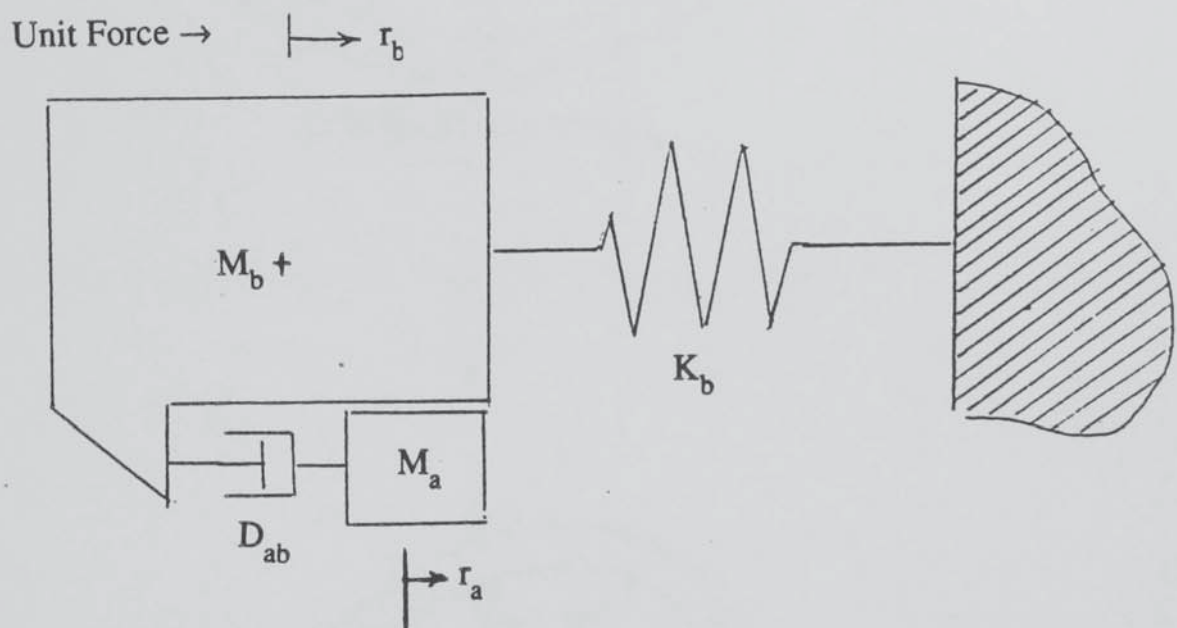 Unit Force → r_b
M_b +
K_b
M_a
D_ab
r_a